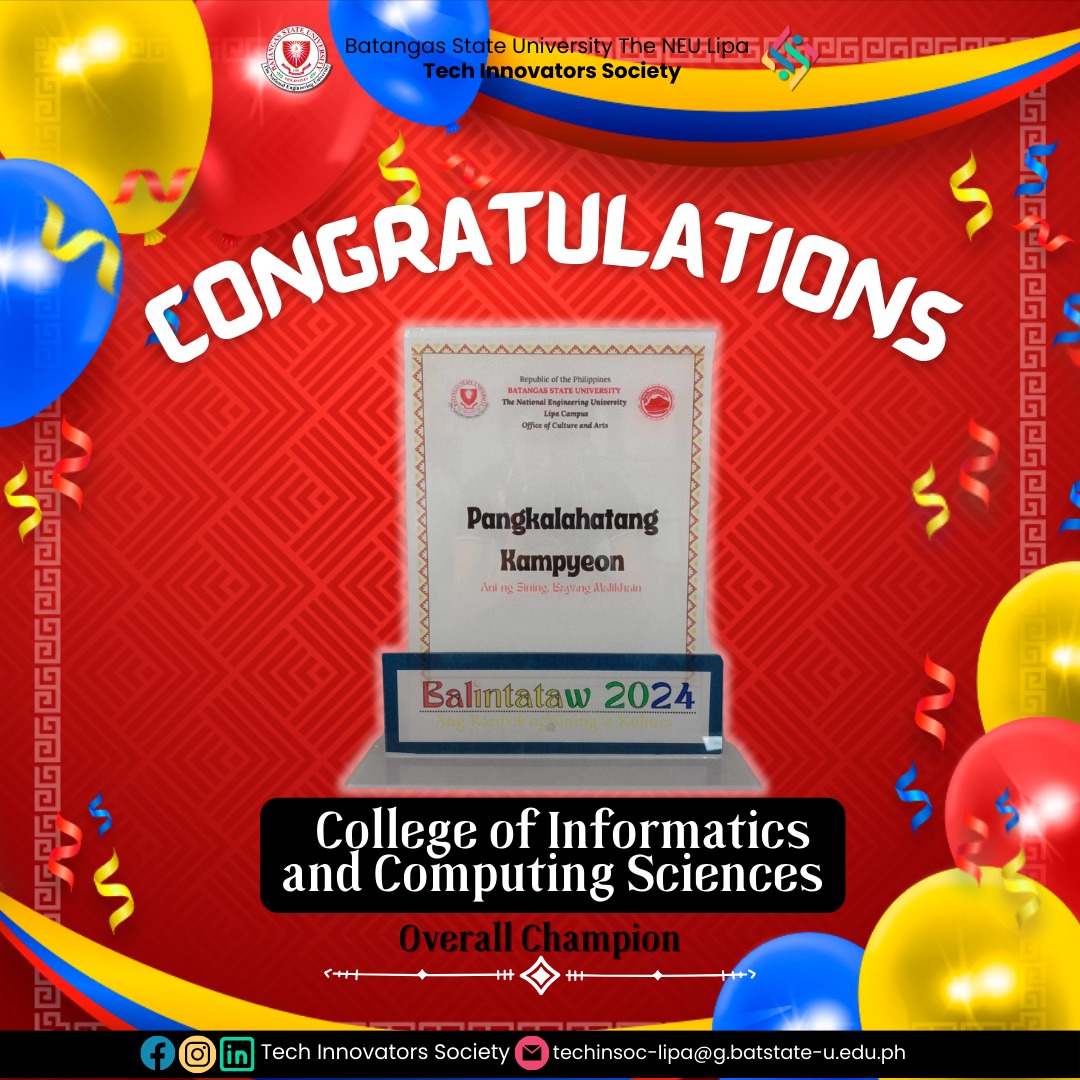 Batangas State University The NEU Lipa
Tech Innovators Society
CONGRATULATIONS
Republic of the Philippines
BATANGAS STATE UNIVERSITY
The National Engineering University
Lipa Campus
Office of Culture and Arts
Pangkalahatang
Kampyeon
Ani ng Sining, Bayang Malikhain
Balintataw 2024
College of Informatics
and Computing Sciences
Overall Champion
Tech Innovators Society techinsoc-lipa@g.batstate-u.edu.ph